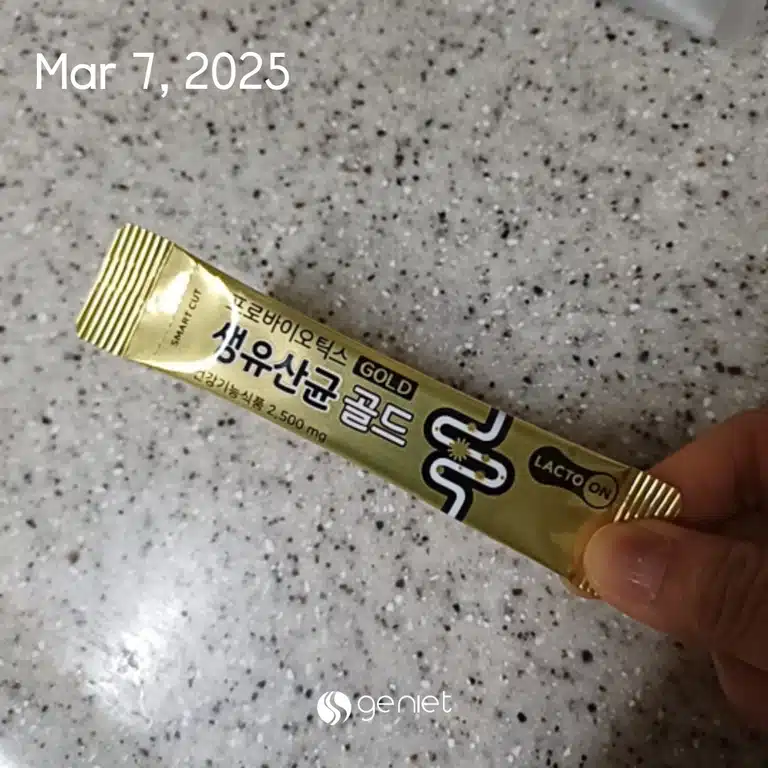 Mar 7, 2025
SMART CUT
프로바이오틱스
GOLD
생유산균 골드
건강기능식품 2,500 mg
LACTO ON
geniet